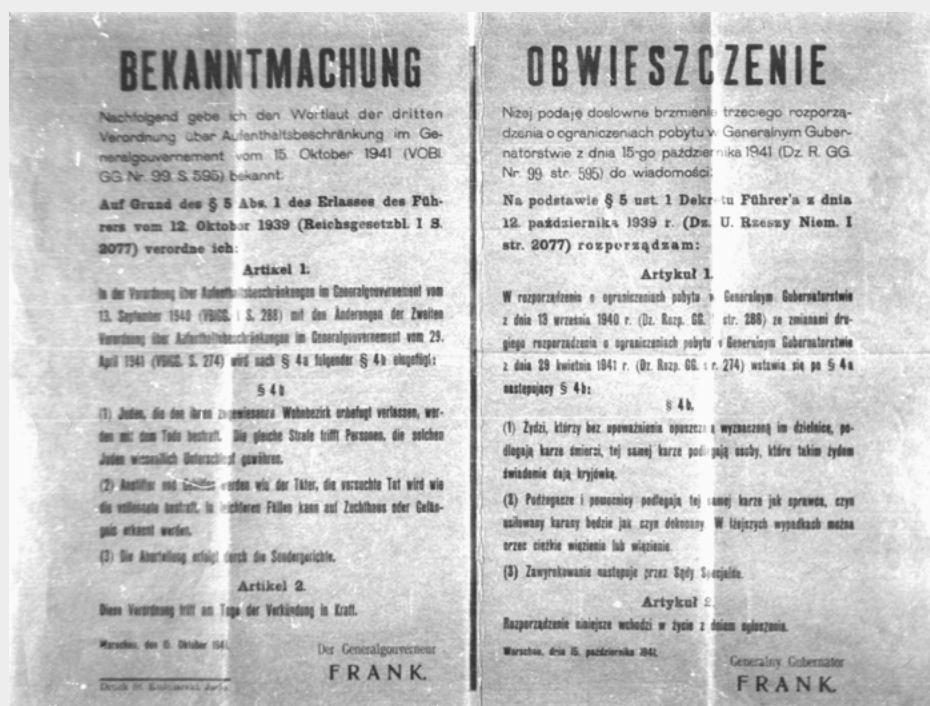 BEKANNTMACHUNG
Nachfolgend gebe ich den Wortlaut der dritten
Verordnung über Aufenthaltsbeschränkung im Ge-
neralgouvernement vom 15. Oktober 1941 (VOBl.
GG. Nr. 99. S. 595) bekannt:
Auf Grund des § 5 Abs. 1 des Erlasses des Füh-
rers vom 12. Oktober 1939 (Reichsgesetzbl. I S.
2077) verordne ich:
Artikel 1.
In der Verordnung über Aufenthaltsbeschränkungen im Generalgouvernement vom
13. September 1940 (VBlGG. I S. 288) mit den Änderungen der Zweiten
Verordnung über Aufenthaltsbeschränkungen im Generalgouvernement vom 29.
April 1941 (VBlGG. S. 274) wird nach § 4a folgender § 4b eingefügt:
§ 4b
(1) Juden, die den ihren zugewiesenen Wohnbezirk unbefugt verlassen, wer-
den mit dem Tode bestraft. Die gleiche Strafe trifft Personen, die solchen
Juden wissentlich Unterschlupf gewähren.
(2) Anstifter und Gehilfen werden wie der Täter, die versuchte Tat wird wie
die vollendete bestraft. In leichteren Fällen kann auf Zuchthaus oder Gefäng-
nis erkannt werden.
(3) Die Aburteilung erfolgt durch die Sondergerichte.
Artikel 2.
Diese Verordnung tritt am Tage der Verkündung in Kraft.
Warschau, den 15. Oktober 1941.
Der Generalgouverneur
FRANK.
Druck
OBWIESZCZENIE
Niżej podaję dosłowne brzmienie trzeciego rozporzą-
dzenia o ograniczeniach pobytu w Generalnym Guber-
natorstwie z dnia 15-go października 1941 (Dz. R. GG.
Nr. 99 str. 595) do wiadomości:
Na podstawie § 5 ust. 1 Dekretu Führer'a z dnia
12. października 1939 r. (Dz. U. Rzeszy Niem. I
str. 2077) rozporządzam:
Artykuł 1.
W rozporządzeniu o ograniczeniach pobytu w Generalnym Gubernatorstwie
z dnia 13 września 1940 r. (Dz. Rozp. GG. str. 288) ze zmianami dru-
giego rozporządzenia o ograniczeniach pobytu w Generalnym Gubernatorstwie
z dnia 29 kwietnia 1941 r. (Dz. Rozp. GG. str. 274) wstawia się po § 4a
następujący § 4b:
§ 4b.
(1) Żydzi, którzy bez upoważnienia opuszczą wyznaczoną im dzielnicę, po-
dlegają karze śmierci, tej samej karze podlegają osoby, które takim żydom
świadomie dają kryjówkę.
(2) Podżegacze i pomocnicy podlegają tej samej karze jak sprawca, czyn
usiłowany karany będzie jak czyn dokonany. W lżejszych wypadkach można
orzec ciężkie więzienie lub więzienie.
(3) Zawyrokowanie następuje przez Sądy Specjalne.
Artykuł 2.
Rozporządzenie niniejsze wchodzi w życie z dniem ogłoszenia.
Warschau, dnia 15. października 1941.
Generalny Gubernator
FRANK.